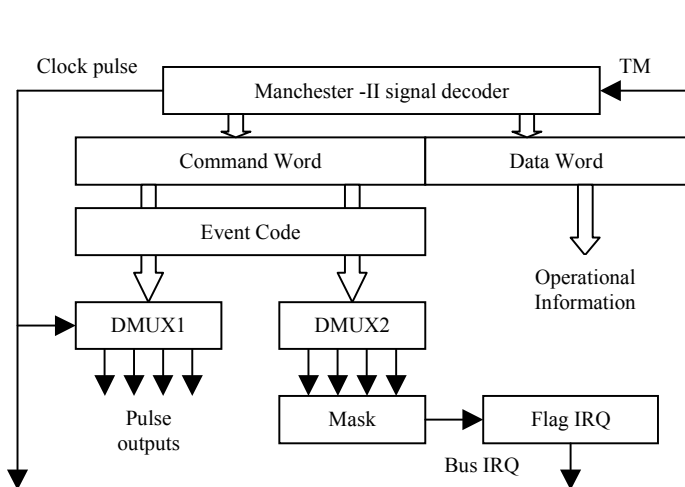 Clock pulse
TM
Manchester -II signal decoder
Command Word
Data Word
Event Code
Operational
Information
DMUX1
DMUX2
Pulse
outputs
Mask
Flag IRQ
Bus IRQ